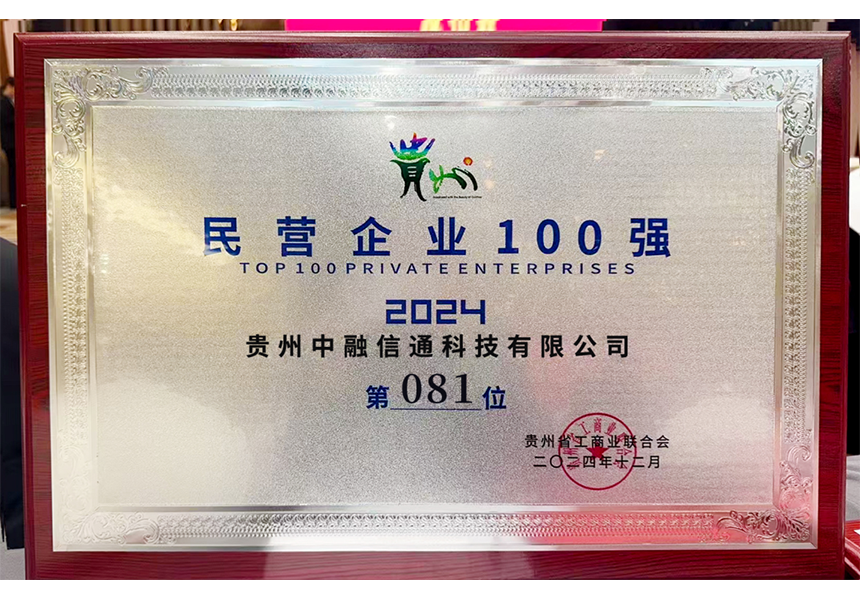 贵州
民营企业100强
TOP 100 PRIVATE ENTERPRISES
2024
贵州中融信通科技有限公司
第081位
贵州省工商业联合会
二〇二四年十二月